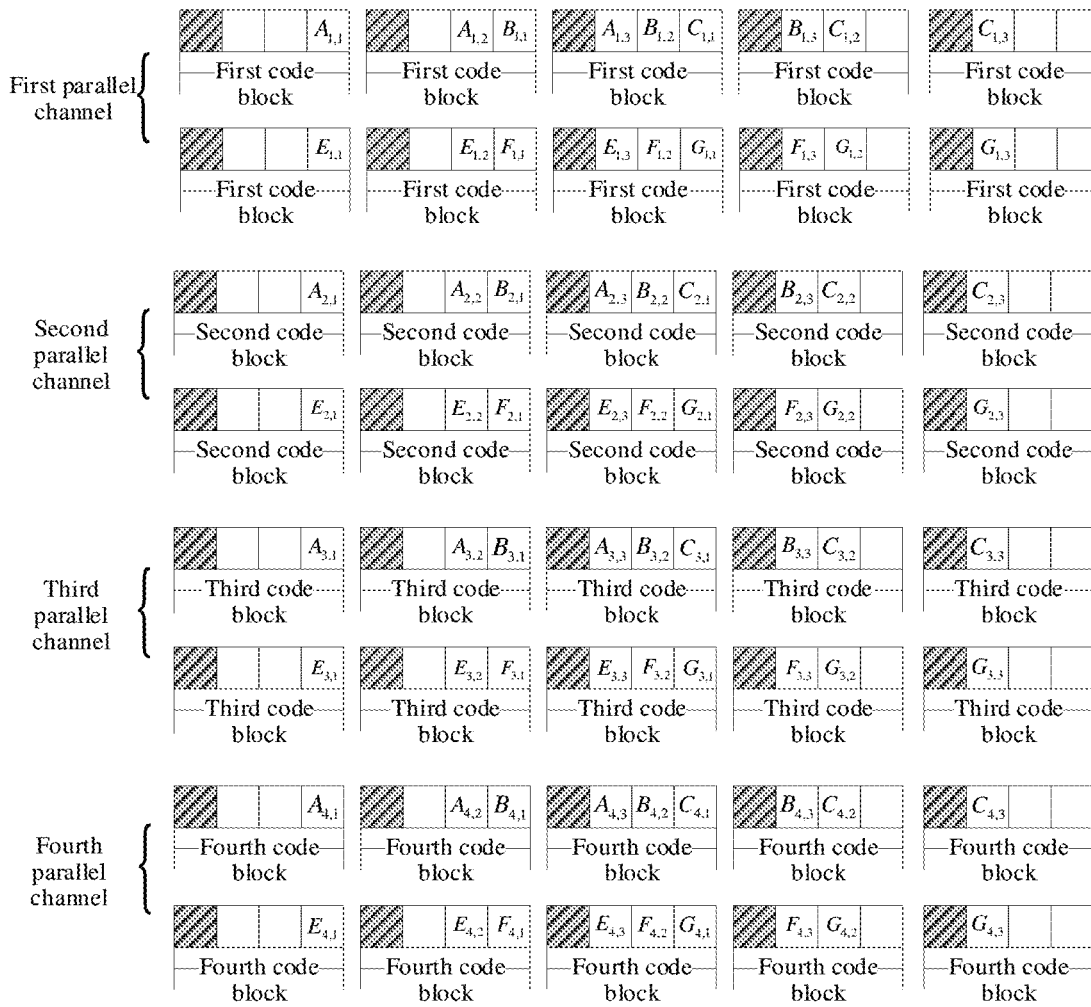 A1,1 A1,2 B1,1 A1,3 B1,2 C1,1 B1,3 C1,2 C1,3
First parallel
channel
First code First code First code First code First code
block block block block block
E1,1 E1,2 F1,1 E1,3 F1,2 G1,1 F1,3 G1,2 G1,3
First code First code First code First code First code
block block block block block
A2,1 A2,2 B2,1 A2,3 B2,2 C2,1 B2,3 C2,2 C2,3
Second
parallel
channel
Second code Second code Second code Second code Second code
block block block block block
E2,1 E2,2 F2,1 E2,3 F2,2 G2,1 F2,3 G2,2 G2,3
Second code Second code Second code Second code Second code
block block block block block
A3,1 A3,2 B3,1 A3,3 B3,2 C3,1 B3,3 C3,2 C3,3
Third
parallel
channel
Third code Third code Third code Third code Third code
block block block block block
E3,1 E3,2 F3,1 E3,3 F3,2 G3,1 F3,3 G3,2 G3,3
Third code Third code Third code Third code Third code
block block block block block
A4,1 A4,2 B4,1 A4,3 B4,2 C4,1 B4,3 C4,2 C4,3
Fourth
parallel
channel
Fourth code Fourth code Fourth code Fourth code Fourth code
block block block block block
E4,1 E4,2 F4,1 E4,3 F4,2 G4,1 F4,3 G4,2 G4,3
Fourth code Fourth code Fourth code Fourth code Fourth code
block block block block block